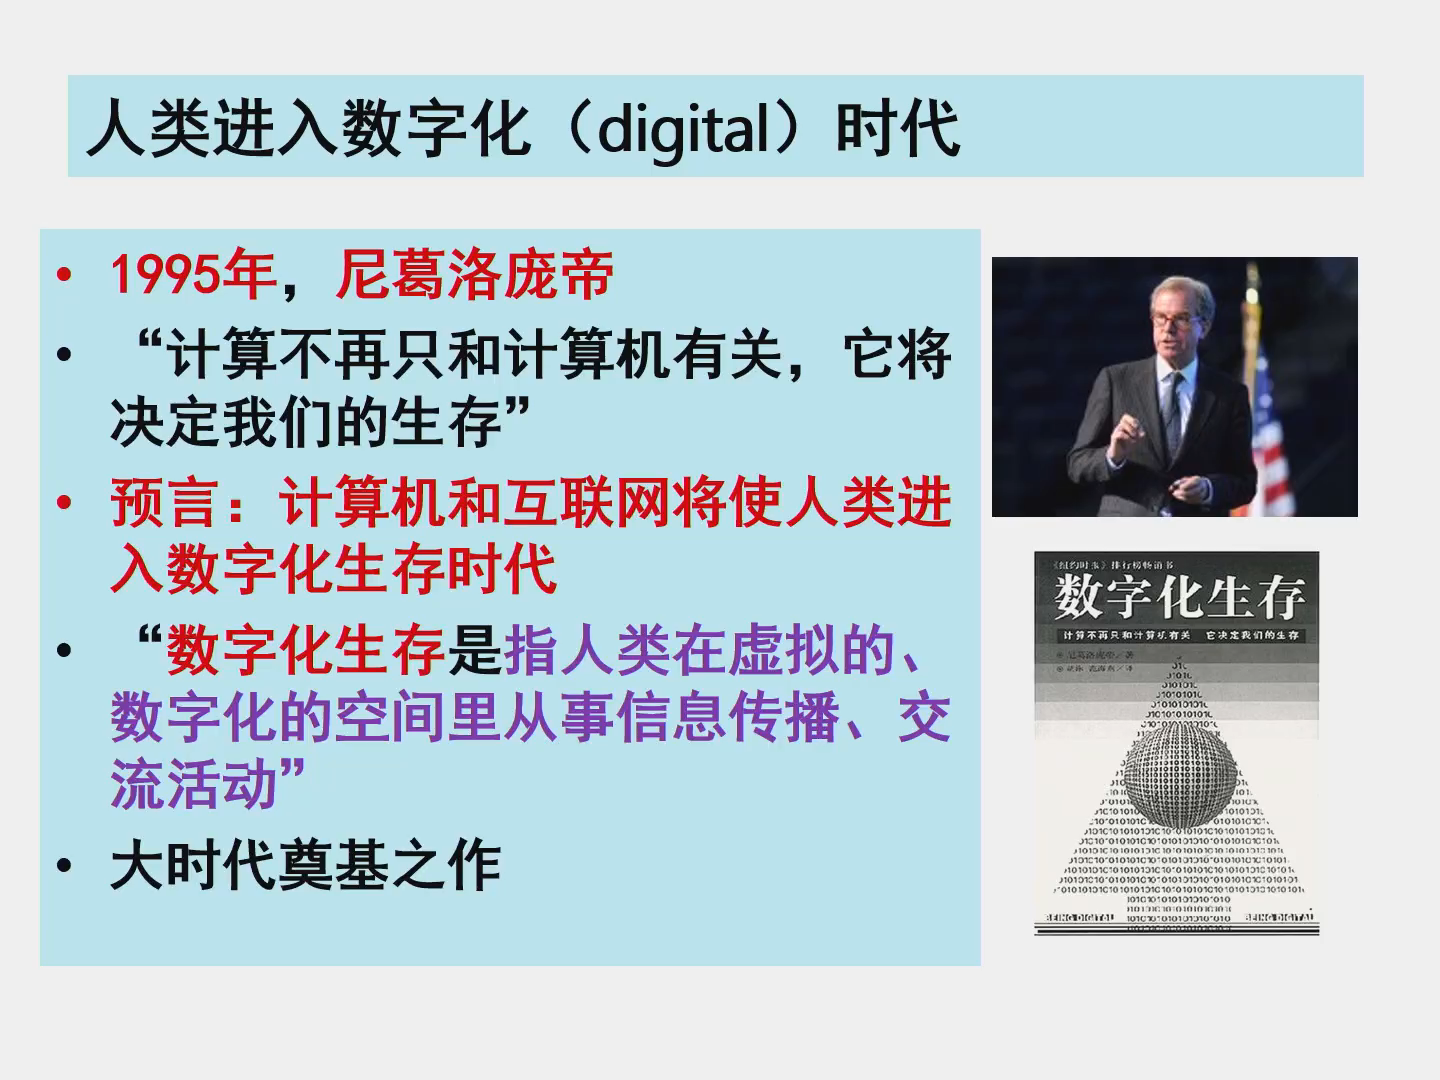 人类进入数字化（digital）时代
• 1995年，尼葛洛庞帝
• “计算不再只和计算机有关，它将
决定我们的生存”
• 预言：计算机和互联网将使人类进
入数字化生存时代
• “数字化生存是指人类在虚拟的、
数字化的空间里从事信息传播、交
流活动”
• 大时代奠基之作
《纽约时报》排行榜畅销书
数字化生存
计算不再只和计算机有关 它决定我们的生存
BEING DIGITAL BEING DIGITAL